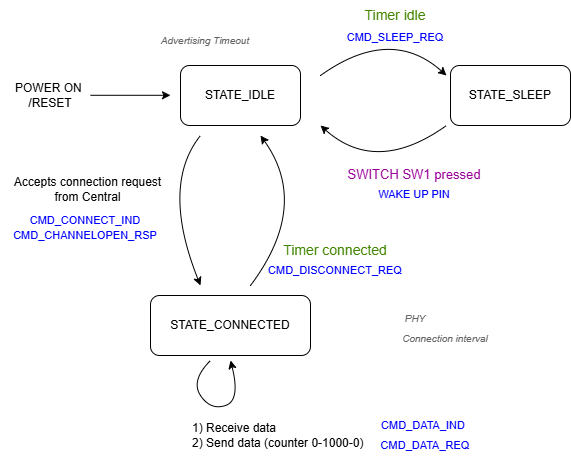 Timer idle
Advertising Timeout
CMD_SLEEP_REQ
POWER ON
/RESET
STATE_IDLE
STATE_SLEEP
SWITCH SW1 pressed
WAKE UP PIN
Accepts connection request
from Central
CMD_CONNECT_IND
CMD_CHANNELOPEN_RSP
Timer connected
CMD_DISCONNECT_REQ
STATE_CONNECTED
PHY
Connection interval
1) Receive data
CMD_DATA_IND
2) Send data (counter 0-1000-0)
CMD_DATA_REQ